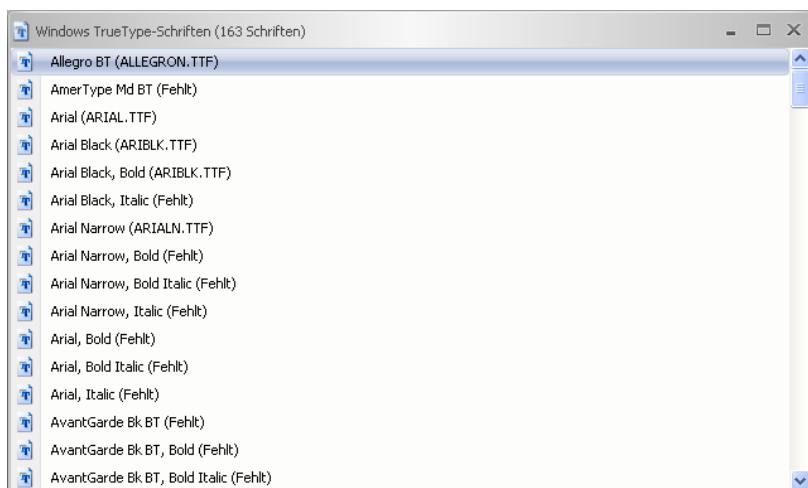 Windows TrueType-Schriften (163 Schriften)
Allegro BT (ALLEGRON.TTF)
AmerType Md BT (Fehlt)
Arial (ARIAL.TTF)
Arial Black (ARIBLK.TTF)
Arial Black, Bold (ARIBLK.TTF)
Arial Black, Italic (Fehlt)
Arial Narrow (ARIALN.TTF)
Arial Narrow, Bold (Fehlt)
Arial Narrow, Bold Italic (Fehlt)
Arial Narrow, Italic (Fehlt)
Arial, Bold (Fehlt)
Arial, Bold Italic (Fehlt)
Arial, Italic (Fehlt)
AvantGarde Bk BT (Fehlt)
AvantGarde Bk BT, Bold (Fehlt)
AvantGarde Bk BT, Bold Italic (Fehlt)